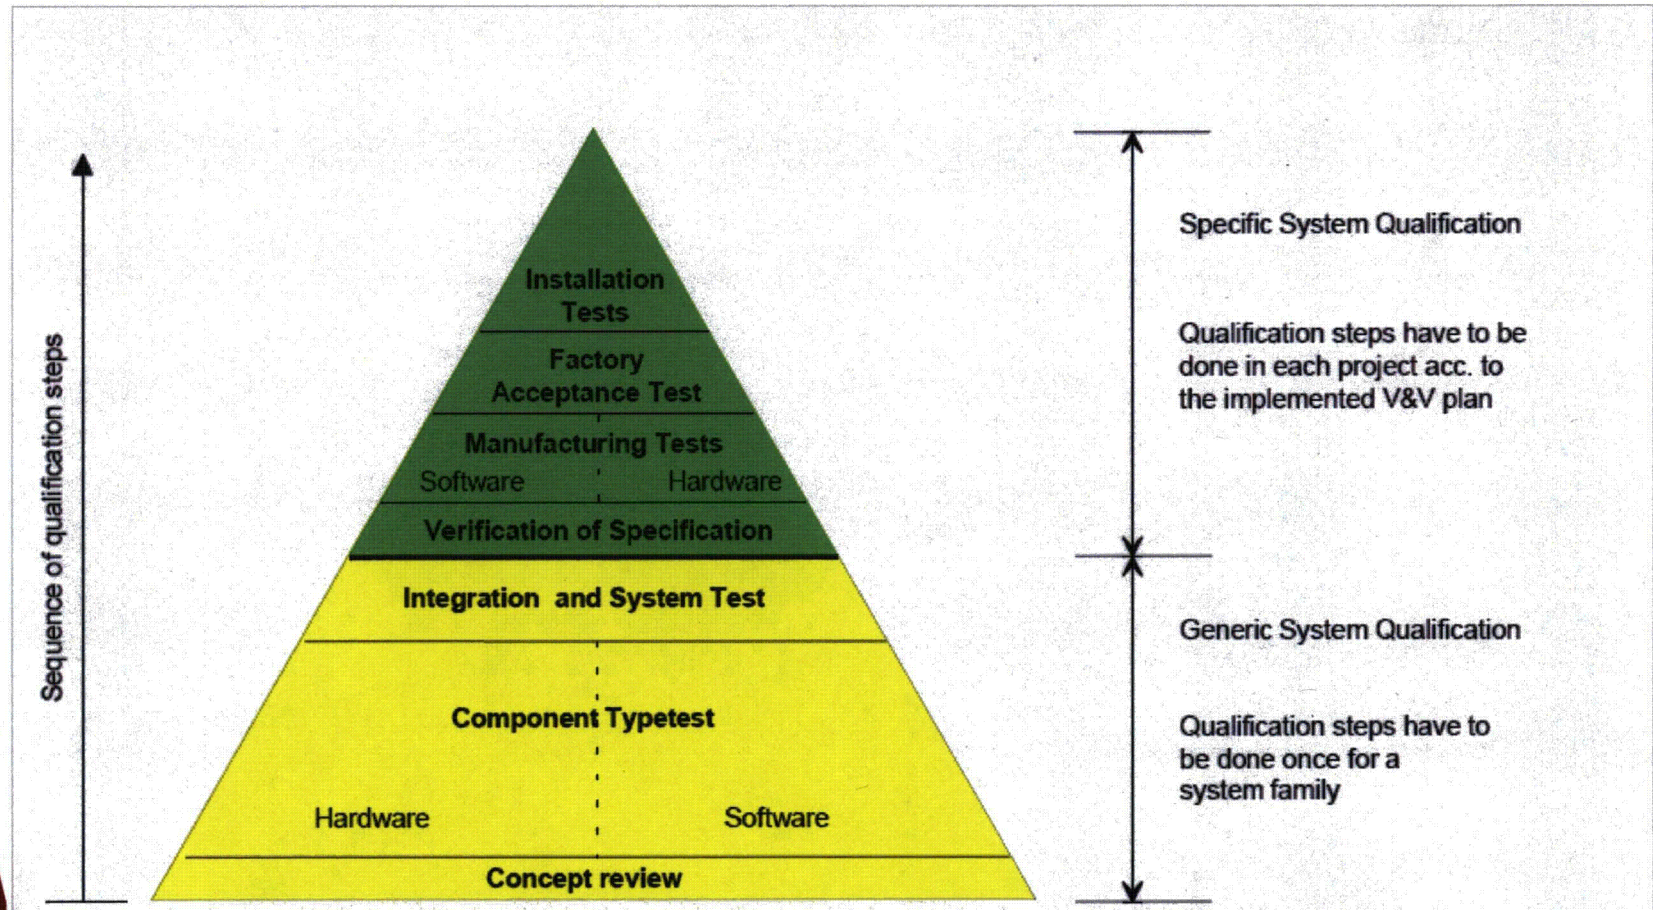 Sequence of qualification steps
Installation
Tests
Factory
Acceptance Test
Manufacturing Tests
Software Hardware
Verification of Specification
Integration and System Test
Component Typetest
Hardware Software
Concept review
Specific System Qualification
Qualification steps have to be
done in each project acc. to
the implemented V&V plan
Generic System Qualification
Qualification steps have to
be done once for a
system family